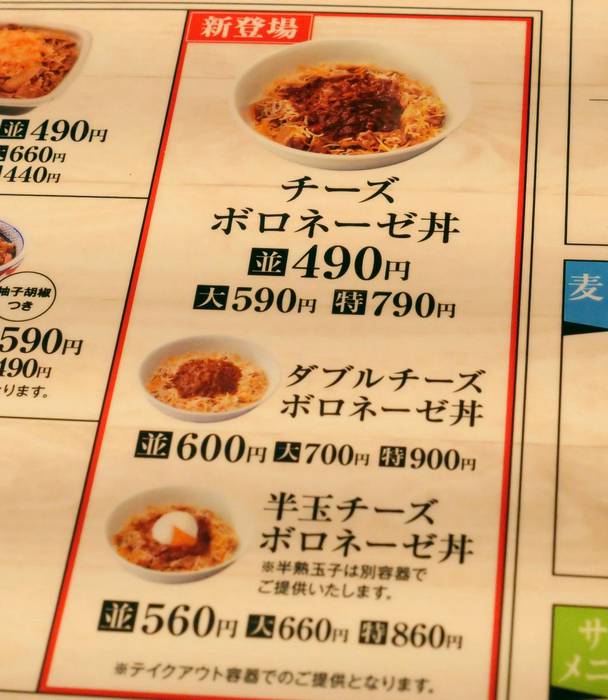 並490円
660円
440円
柚子胡椒
つき
590円
490円
ります。
新登場
チーズ
ボロネーゼ丼
並490円
大590円 特790円
ダブルチーズ
ボロネーゼ丼
並600円 大700円 特900円
半玉チーズ
ボロネーゼ丼
※半熟玉子は別容器で
ご提供いたします。
並560円 大660円 特860円
※テイクアウト容器でのご提供となります。
麦
サ
メニ